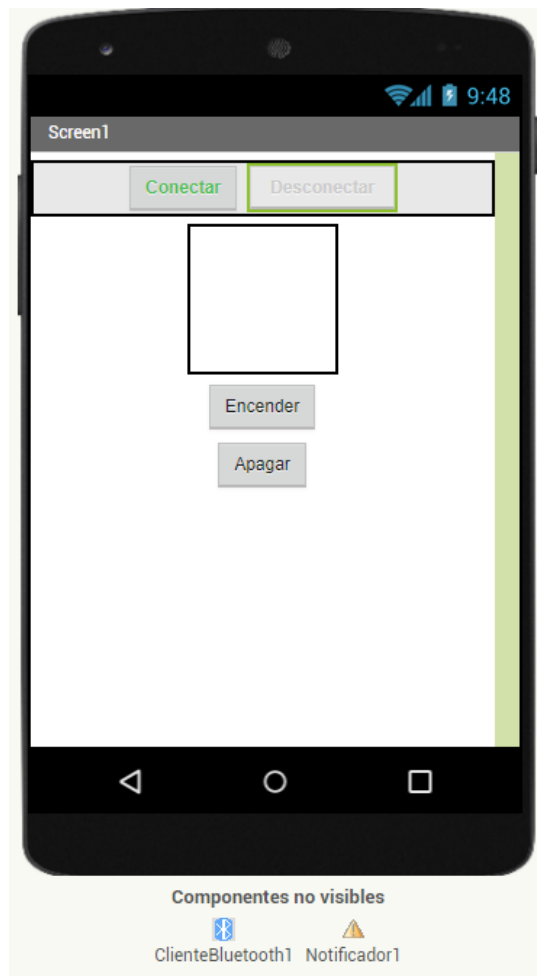 9:48
Screen1
Conectar Desconectar
Encender
Apagar
Componentes no visibles
ClienteBluetooth1 Notificador1